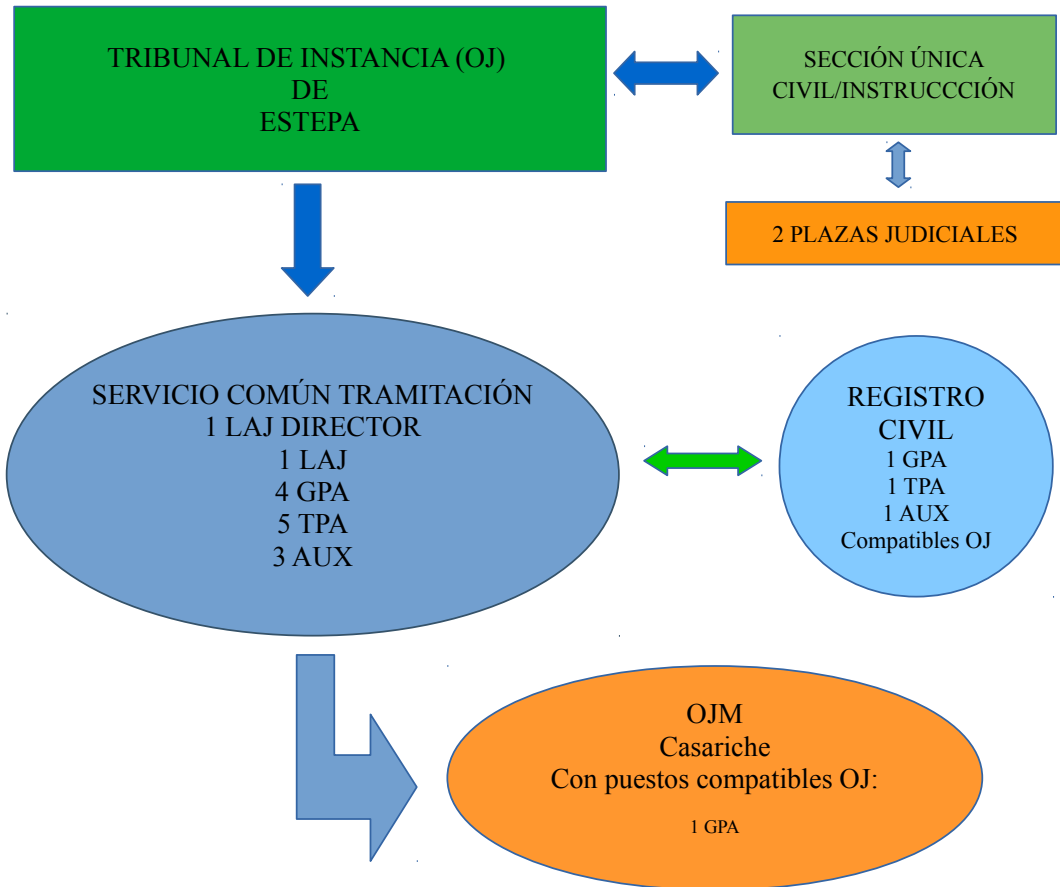 TRIBUNAL DE INSTANCIA (OJ)
DE
ESTEPA
SECCIÓN ÚNICA
CIVIL/INSTRUCCCIÓN
2 PLAZAS JUDICIALES
SERVICIO COMÚN TRAMITACIÓN
1 LAJ DIRECTOR
1 LAJ
4 GPA
5 TPA
3 AUX
REGISTRO
CIVIL
1 GPA
1 TPA
1 AUX
Compatibles OJ
OJM
Casariche
Con puestos compatibles OJ:
1 GPA